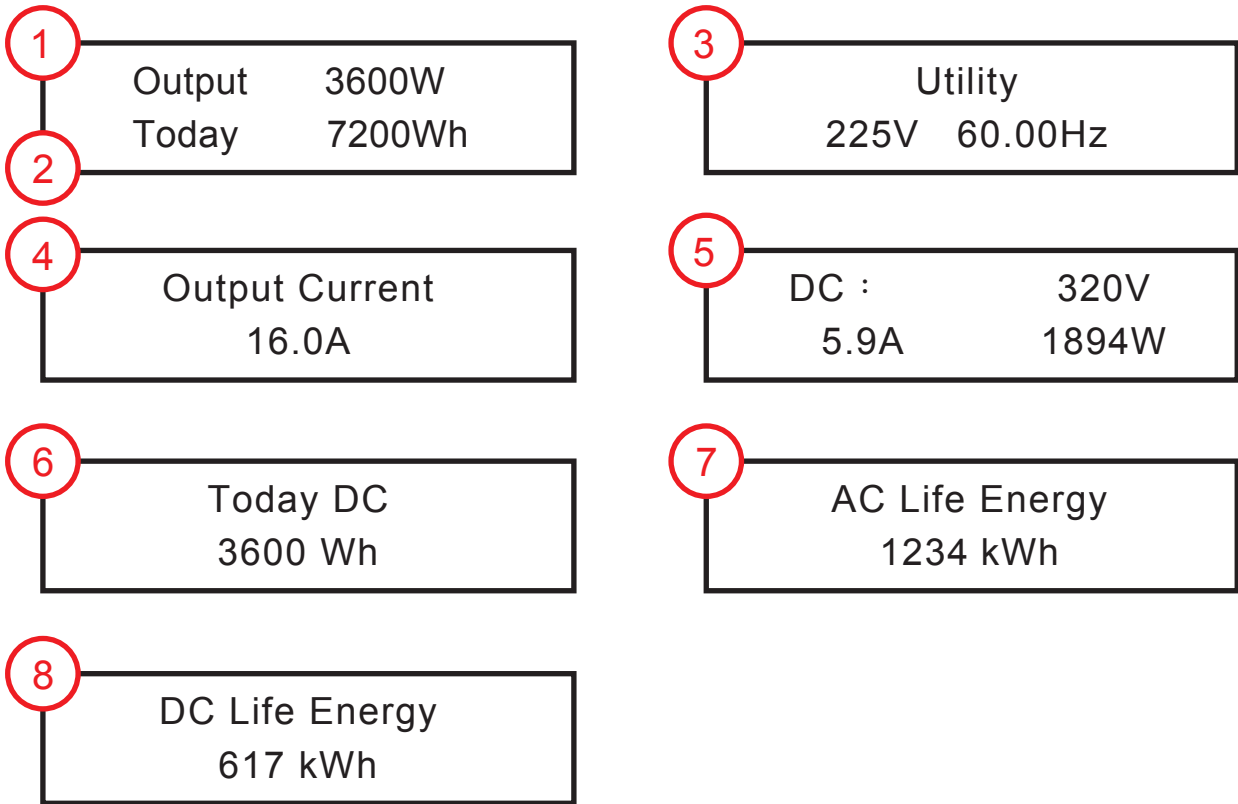 1
Output 3600W
Today 7200Wh
2
3
Utility
225V 60.00Hz
4
Output Current
16.0A
5
DC : 320V
5.9A 1894W
6
Today DC
3600 Wh
7
AC Life Energy
1234 kWh
8
DC Life Energy
617 kWh